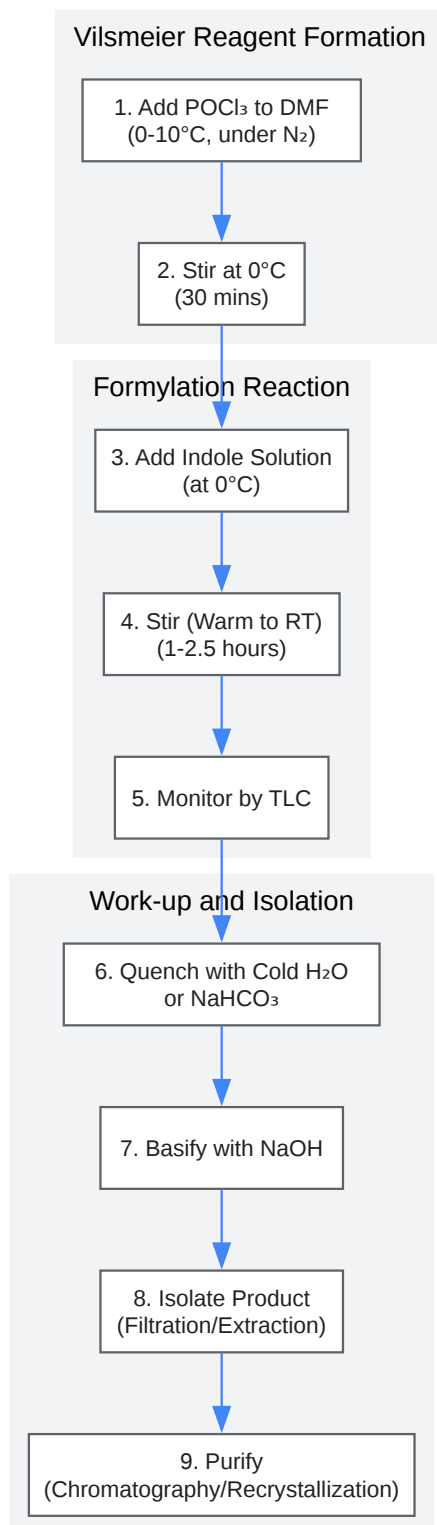 Vilsmeier Reagent Formation
1. Add POCl₃ to DMF
(0-10°C, under N₂)
2. Stir at 0°C
(30 mins)
Formylation Reaction
3. Add Indole Solution
(at 0°C)
4. Stir (Warm to RT)
(1-2.5 hours)
5. Monitor by TLC
Work-up and Isolation
6. Quench with Cold H₂O
or NaHCO₃
7. Basify with NaOH
8. Isolate Product
(Filtration/Extraction)
9. Purify
(Chromatography/Recrystallization)